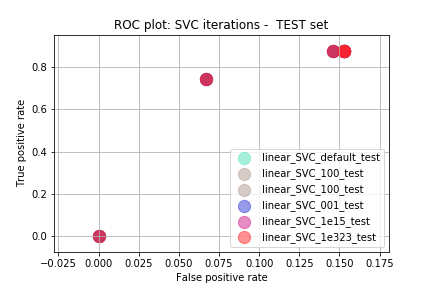 ROC plot: SVC iterations -  TEST set
True positive rate
0.8
0.6
0.4
0.2
0.0
linear_SVC_default_test
linear_SVC_100_test
linear_SVC_100_test
linear_SVC_001_test
linear_SVC_1e15_test
linear_SVC_1e323_test
−0.025 0.000 0.025 0.050 0.075 0.100 0.125 0.150 0.175
False positive rate